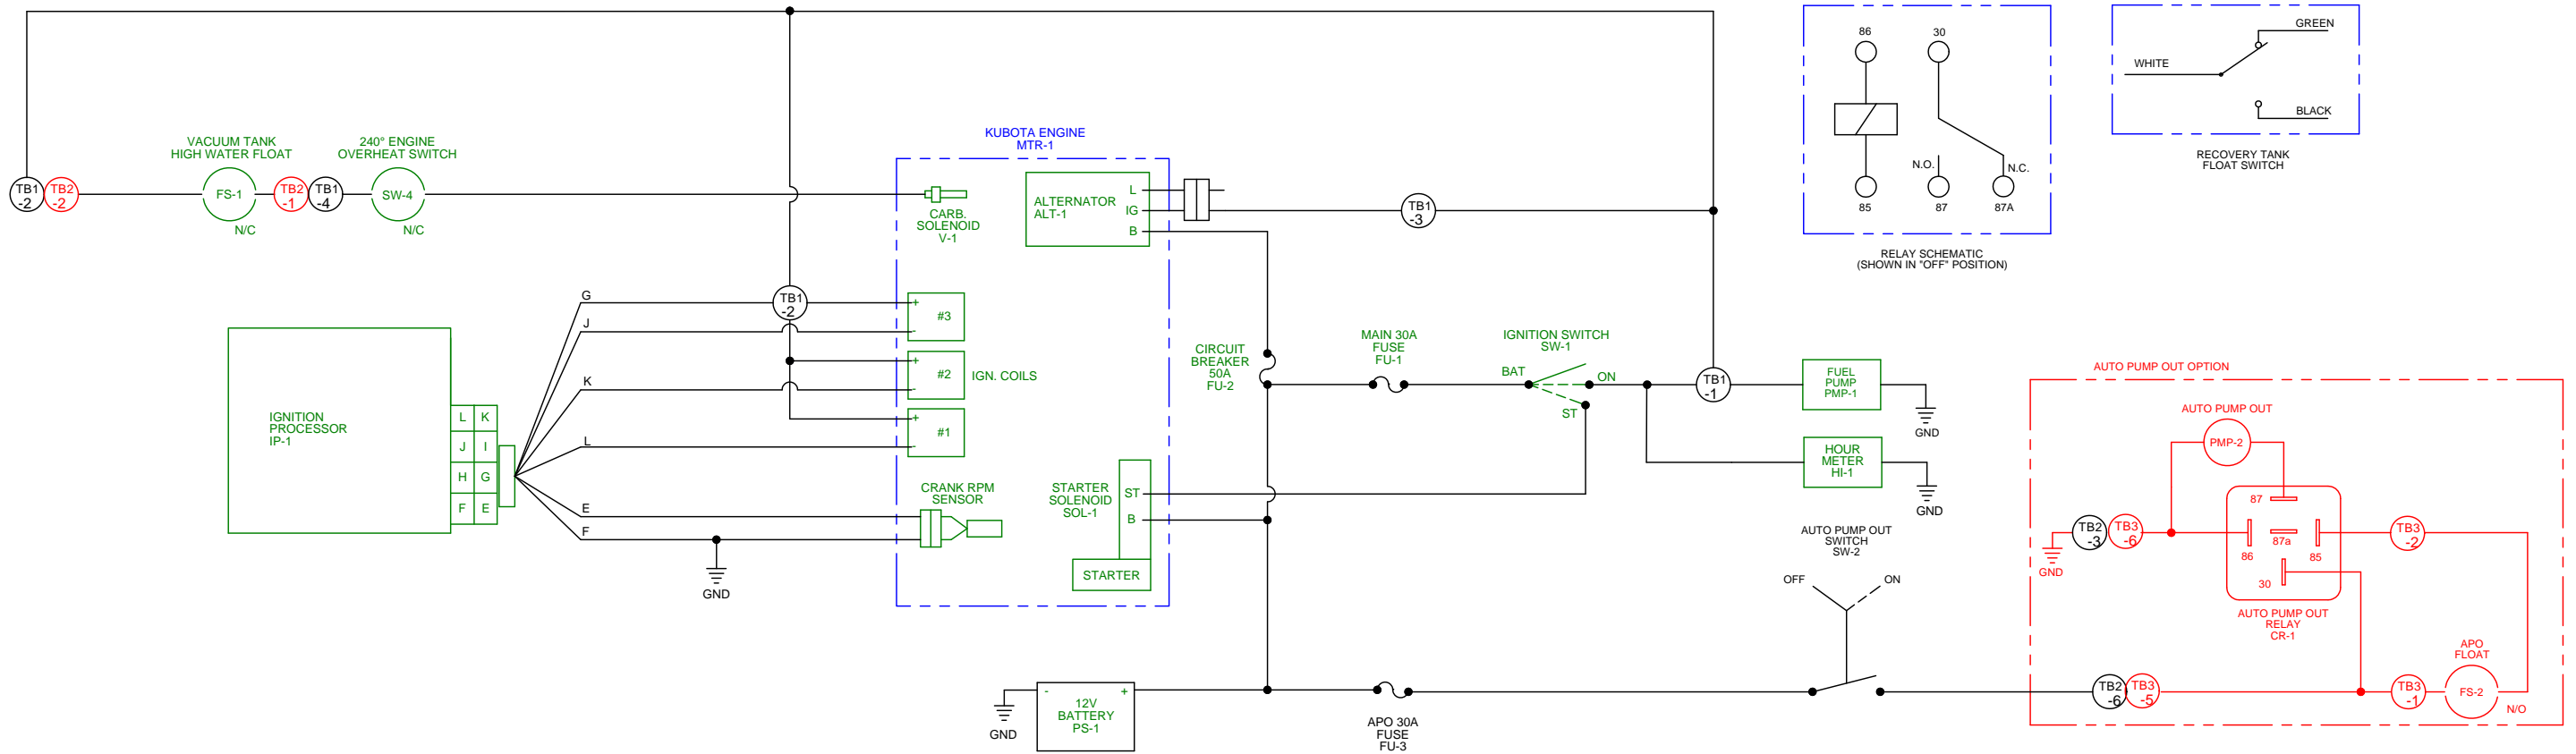 86
30
N.O.
N.C.
85
87
87A
RELAY SCHEMATIC
(SHOWN IN "OFF" POSITION)
GREEN
WHITE
BLACK
RECOVERY TANK
FLOAT SWITCH
VACUUM TANK
HIGH WATER FLOAT
240° ENGINE
OVERHEAT SWITCH
TB1
-2
TB2
-2
FS-1
N/C
TB2
-1
TB1
-4
SW-4
N/C
KUBOTA ENGINE
MTR-1
CARB.
SOLENOID
V-1
ALTERNATOR
ALT-1
L
IG
B
TB1
-3
G
J
K
L
E
F
TB1
-2
+
-
#3
+
-
#2
IGN. COILS
+
-
#1
IGNITION
PROCESSOR
IP-1
L K
J I
H G
F E
GND
CRANK RPM
SENSOR
STARTER
SOLENOID
SOL-1
ST
B
STARTER
CIRCUIT
BREAKER
50A
FU-2
MAIN 30A
FUSE
FU-1
IGNITION SWITCH
SW-1
BAT
ON
ST
TB1
-1
FUEL
PUMP
PMP-1
GND
HOUR
METER
HI-1
GND
AUTO PUMP OUT
SWITCH
SW-2
OFF
ON
GND
-
+
12V
BATTERY
PS-1
APO 30A
FUSE
FU-3
AUTO PUMP OUT OPTION
AUTO PUMP OUT
PMP-2
87
87a
86
85
30
TB2
-3
TB3
-6
GND
TB3
-2
AUTO PUMP OUT
RELAY
CR-1
TB2
-6
TB3
-5
TB3
-1
APO
FLOAT
FS-2
N/O